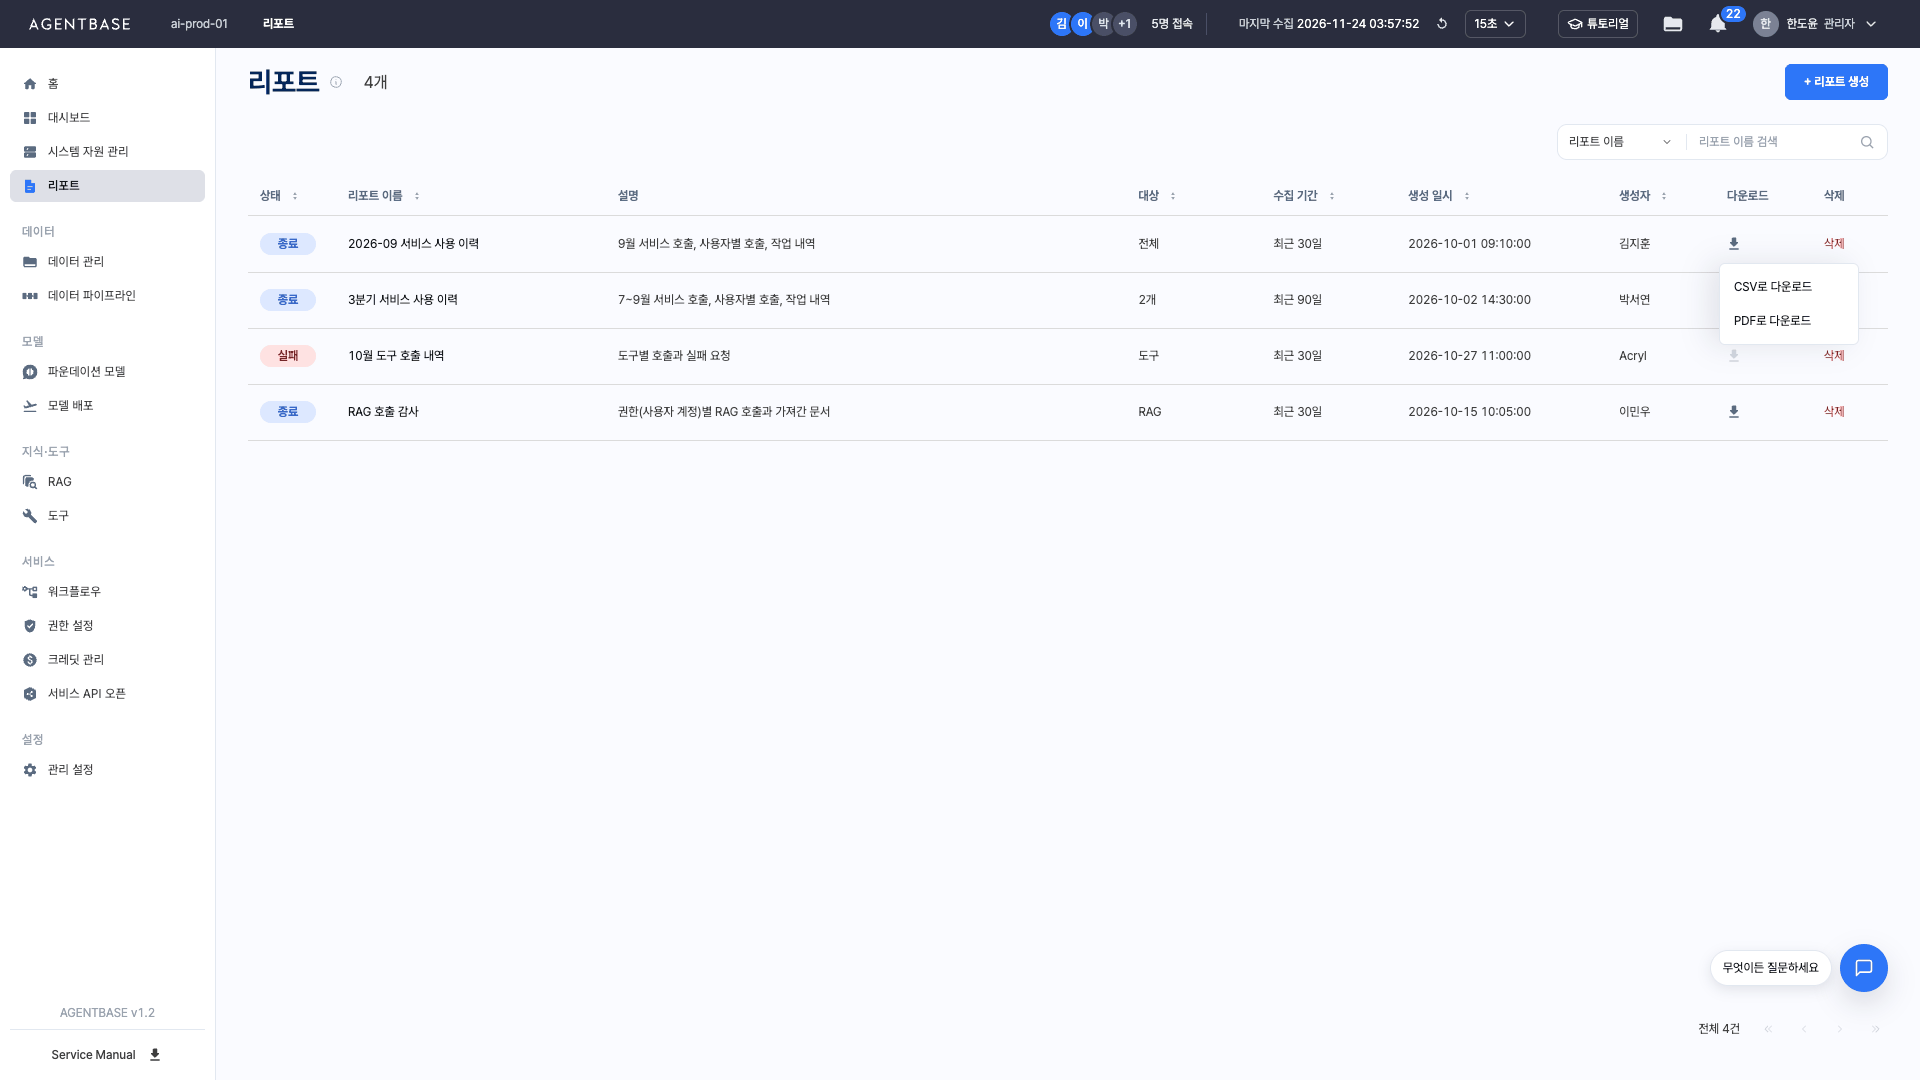 AGENTBASE
ai-prod-01
리포트
김 이 박 +1
5명 접속
마지막 수집 2026-11-24 03:57:52
15초
튜토리얼
22
한
한도윤 관리자
홈
대시보드
시스템 자원 관리
리포트
데이터
데이터 관리
데이터 파이프라인
모델
파운데이션 모델
모델 배포
지식·도구
RAG
도구
서비스
워크플로우
권한 설정
크레딧 관리
서비스 API 오픈
설정
관리 설정
AGENTBASE v1.2
Service Manual
리포트 4개
+ 리포트 생성
리포트 이름
리포트 이름 검색
상태 리포트 이름 설명 대상 수집 기간 생성 일시 생성자 다운로드 삭제
종료 2026-09 서비스 사용 이력 9월 서비스 호출, 사용자별 호출, 작업 내역 전체 최근 30일 2026-10-01 09:10:00 김지훈 삭제
CSV로 다운로드
PDF로 다운로드
종료 3분기 서비스 사용 이력 7~9월 서비스 호출, 사용자별 호출, 작업 내역 2개 최근 90일 2026-10-02 14:30:00 박서연
실패 10월 도구 호출 내역 도구별 호출과 실패 요청 도구 최근 30일 2026-10-27 11:00:00 Acryl 삭제
종료 RAG 호출 감사 권한(사용자 계정)별 RAG 호출과 가져간 문서 RAG 최근 30일 2026-10-15 10:05:00 이민우 삭제
무엇이든 질문하세요
전체 4건